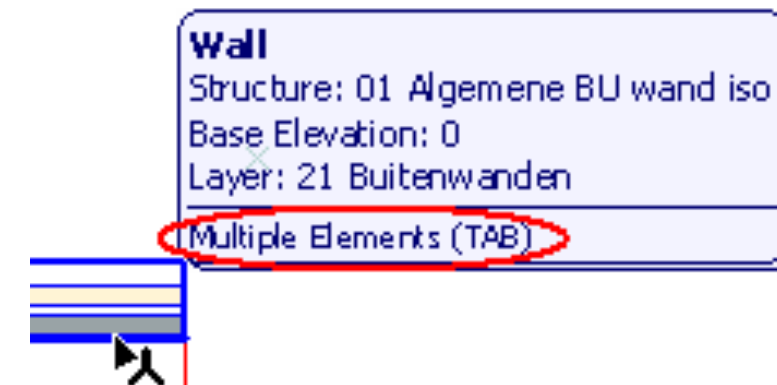 Wall
Structure: 01 Algemene BU wand iso
Base Elevation: 0
Layer: 21 Buitenwanden
Multiple Elements (TAB)